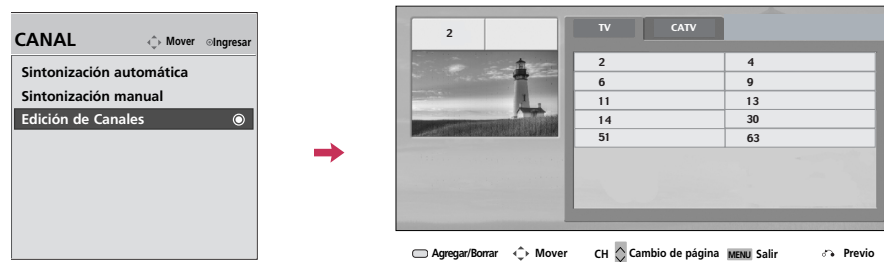 CANAL Mover Ingresar
Sintonización automática
Sintonización manual
Edición de Canales
2
TV CATV
2 4
6 9
11 13
14 30
51 63
Agregar/Borrar Mover CH Cambio de página MENU Salir Previo